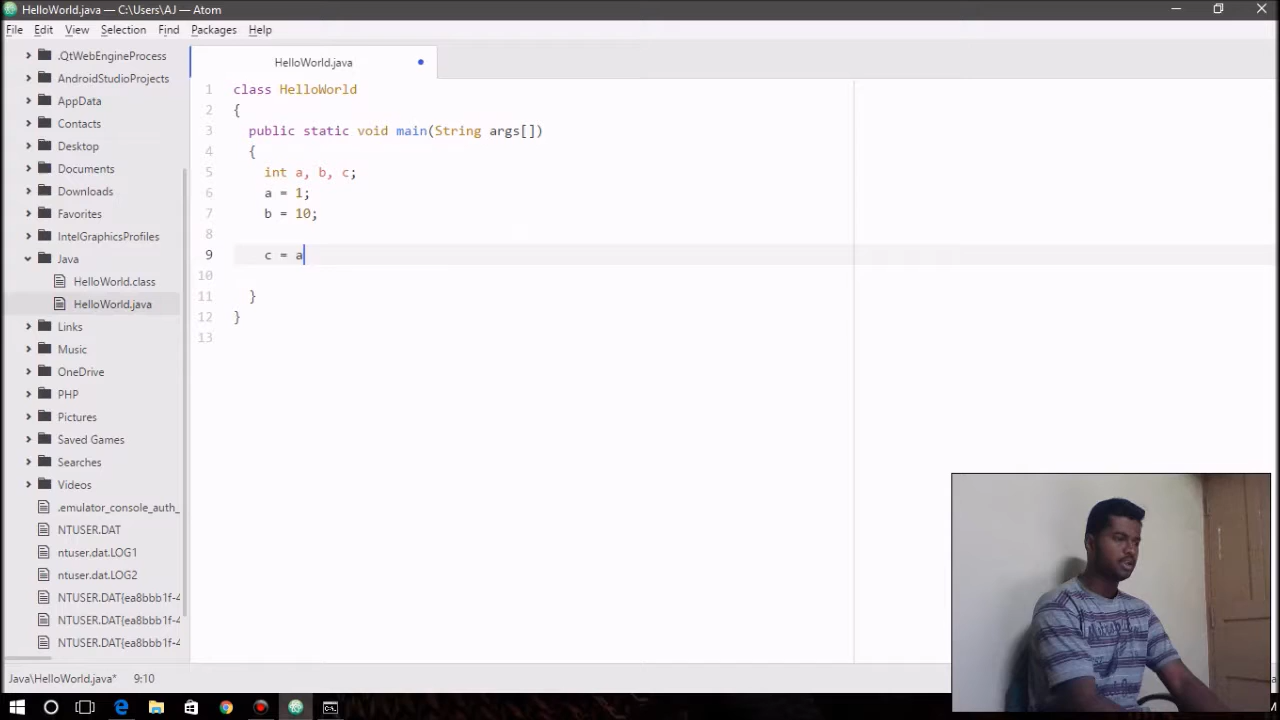 HelloWorld.java — C:\Users\AJ — Atom
File Edit View Selection Find Packages Help
.QtWebEngineProcess
AndroidStudioProjects
AppData
Contacts
Desktop
Documents
Downloads
Favorites
IntelGraphicsProfiles
Java
HelloWorld.class
HelloWorld.java
Links
Music
OneDrive
PHP
Pictures
Saved Games
Searches
Videos
.emulator_console_auth_
NTUSER.DAT
ntuser.dat.LOG1
ntuser.dat.LOG2
NTUSER.DAT{ea8bbb1f-4
NTUSER.DAT{ea8bbb1f-4
NTUSER.DAT{ea8bbb1f-4
HelloWorld.java
1 class HelloWorld
2 {
3 public static void main(String args[])
4 {
5 int a, b, c;
6 a = 1;
7 b = 10;
8
9 c = a
10
11 }
12 }
13
Java\HelloWorld.java* 9:10